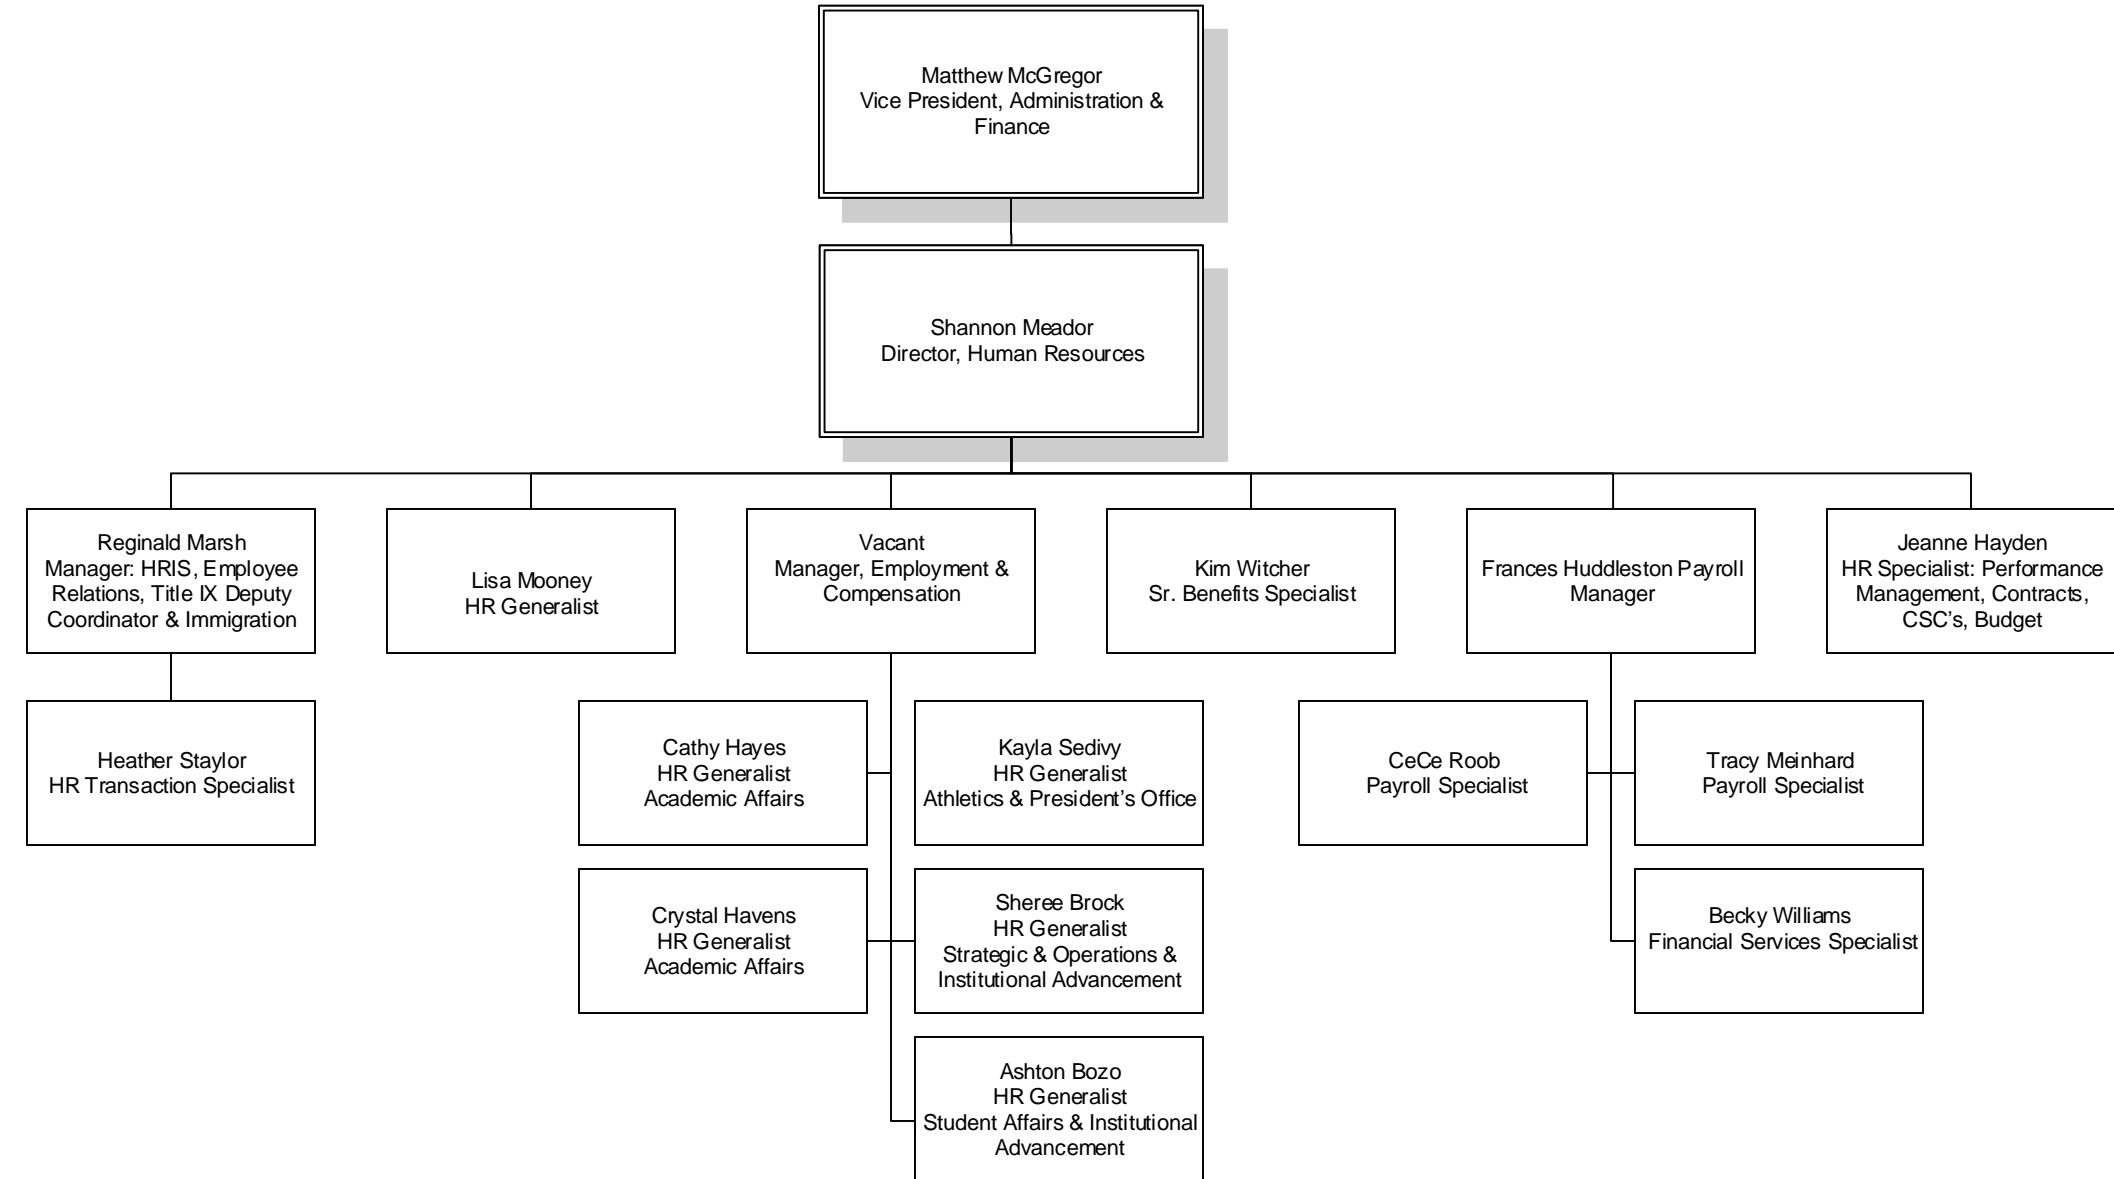 Matthew McGregor
Vice President, Administration &
Finance
Shannon Meador
Director, Human Resources
Reginald Marsh
Manager: HRIS, Employee
Relations, Title IX Deputy
Coordinator & Immigration
Lisa Mooney
HR Generalist
Vacant
Manager, Employment &
Compensation
Kim Witcher
Sr. Benefits Specialist
Frances Huddleston Payroll
Manager
Jeanne Hayden
HR Specialist: Performance
Management, Contracts,
CSC’s, Budget
Heather Staylor
HR Transaction Specialist
Cathy Hayes
HR Generalist
Academic Affairs
Kayla Sedivy
HR Generalist
Athletics & President’s Office
CeCe Roob
Payroll Specialist
Tracy Meinhard
Payroll Specialist
Crystal Havens
HR Generalist
Academic Affairs
Sheree Brock
HR Generalist
Strategic & Operations &
Institutional Advancement
Becky Williams
Financial Services Specialist
Ashton Bozo
HR Generalist
Student Affairs & Institutional
Advancement